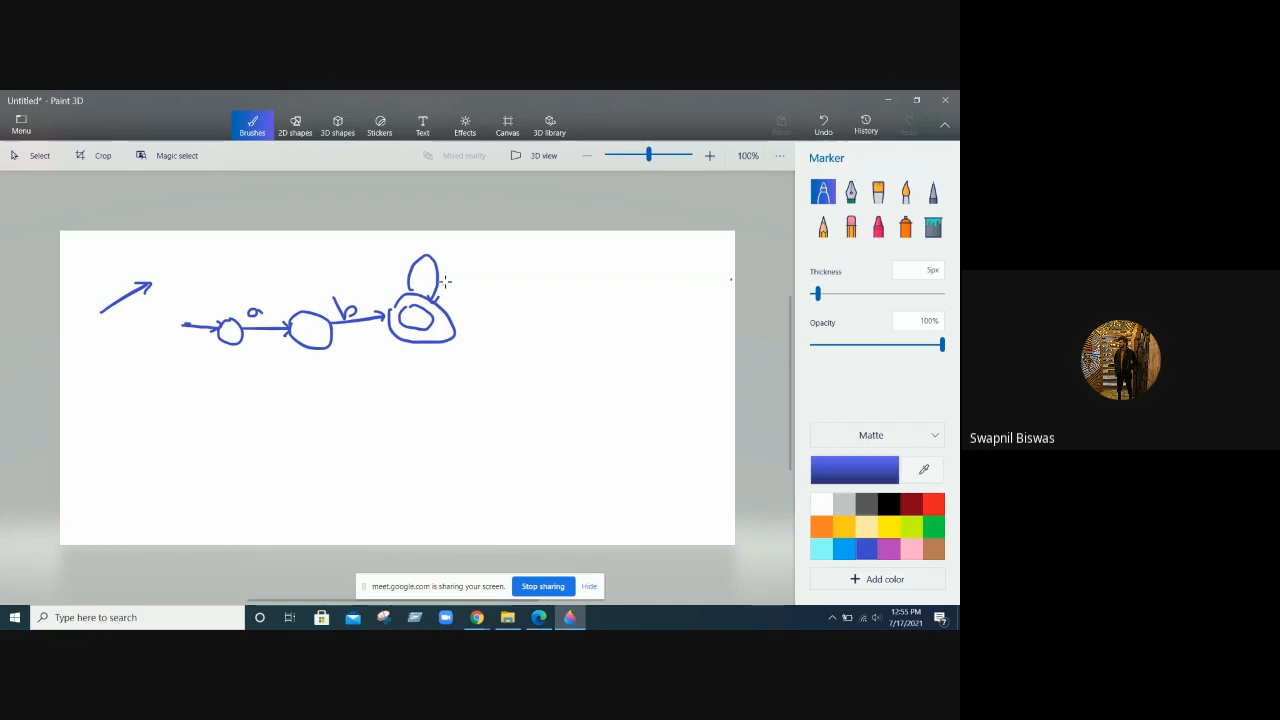 Untitled* - Paint 3D
Menu
Brushes
2D shapes
3D shapes
Stickers
Text
Effects
Canvas
3D library
Undo
History
Select
Crop
Magic select
Mixed reality
3D view
100%
Marker
Thickness
5px
Opacity
100%
Matte
Add color
a
b
Swapnil Biswas
meet.google.com is sharing your screen.
Stop sharing
Hide
Type here to search
12:55 PM
7/17/2021